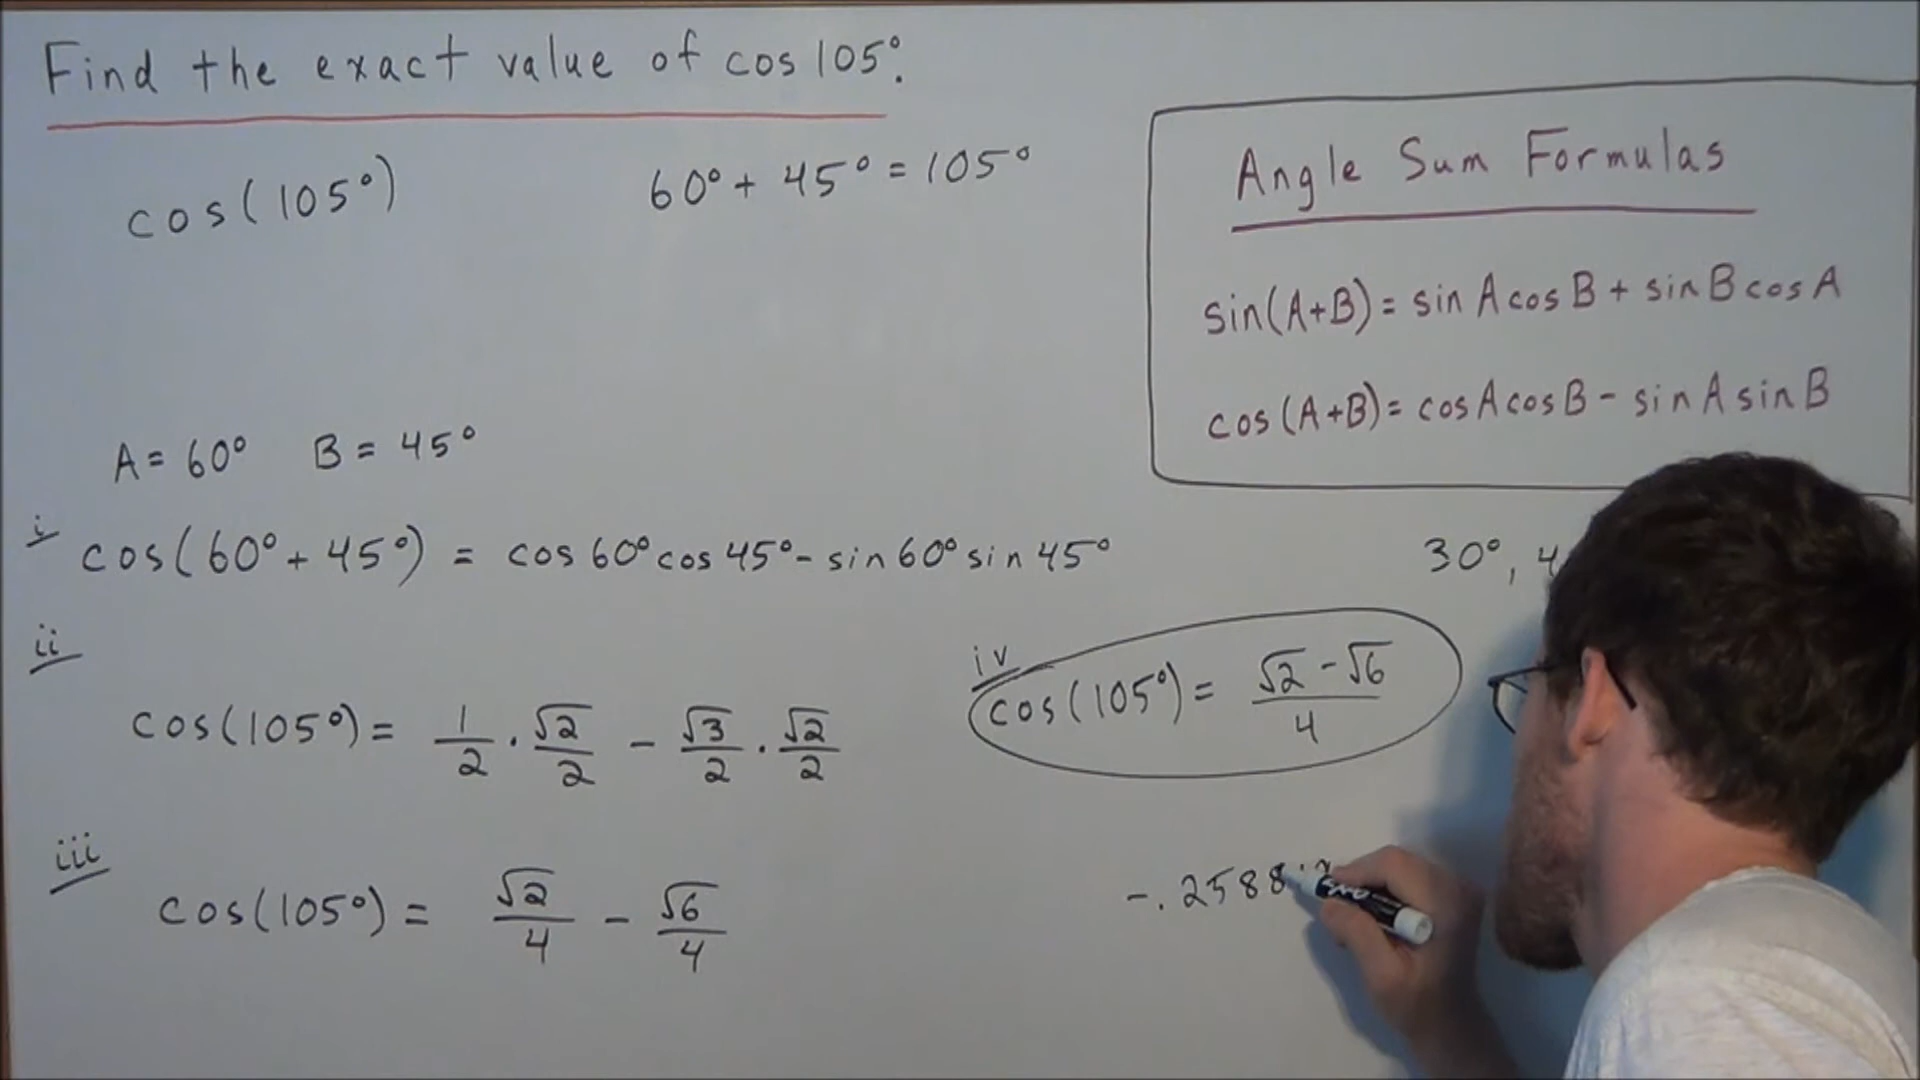 Find the exact value of cos 105°.
cos(105°)
60° + 45° = 105°
Angle Sum Formulas
sin(A+B) = sin A cos B + sin B cos A
cos(A+B) = cos A cos B - sin A sin B
A = 60° B = 45°
i cos(60° + 45°) = cos 60° cos 45° - sin 60° sin 45°
30°,
ii
cos(105°) = 1/2 · √2/2 - √3/2 · √2/2
iv
cos(105°) = (√2 - √6)/4
iii
cos(105°) = √2/4 - √6/4
-.2588